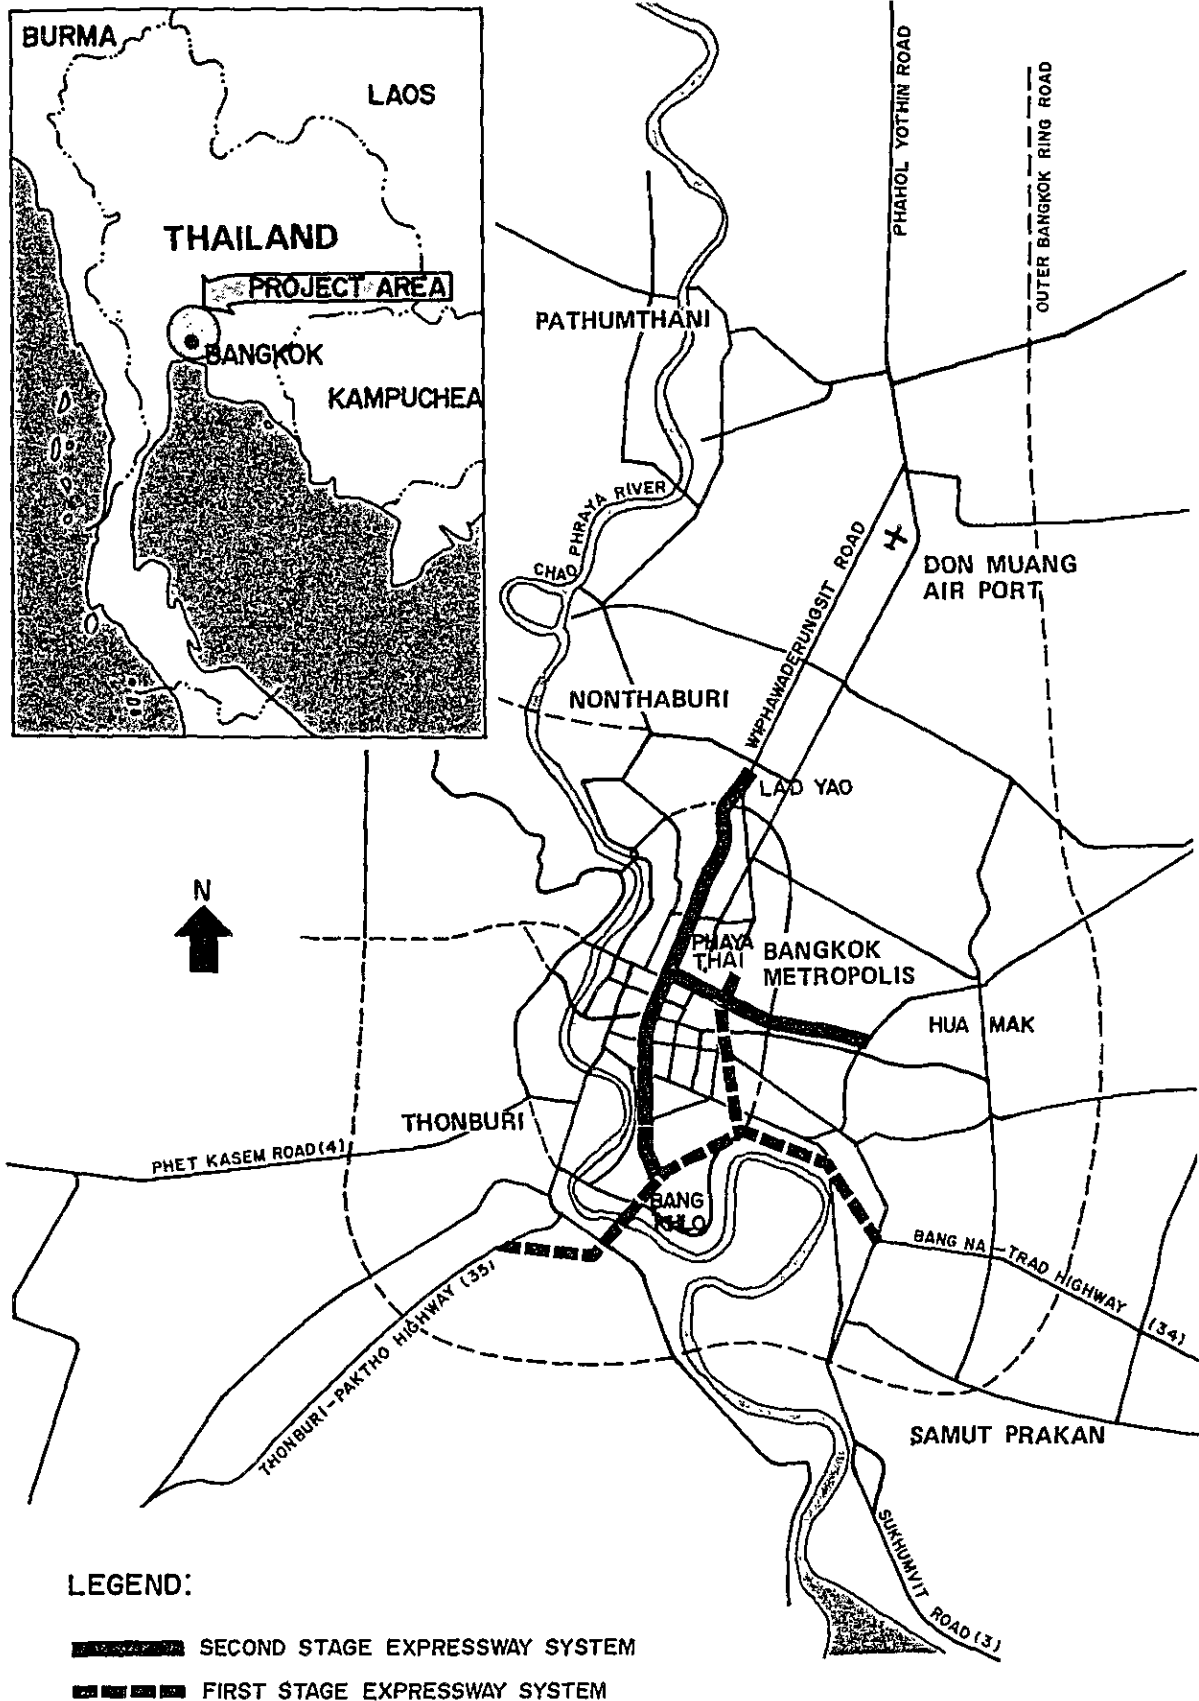 BURMA
LAOS
THAILAND
PROJECT AREA
BANGKOK
KAMPUCHEA
PHAHOL YOTHIN ROAD
OUTER BANGKOK RING ROAD
PATHUMTHANI
CHAO PHRAYA RIVER
WIPHAWADERUNGSIT ROAD
DON MUANG
AIR PORT
NONTHABURI
LAD YAO
N
PHAYA
THAI
BANGKOK
METROPOLIS
HUA MAK
THONBURI
PHET KASEM ROAD (4)
BANG
KHLO
BANG NA-TRAD HIGHWAY (34)
THONBURI-PAKTHO HIGHWAY (35)
SAMUT PRAKAN
SUKHUMVIT ROAD (3)
LEGEND:
SECOND STAGE EXPRESSWAY SYSTEM
FIRST STAGE EXPRESSWAY SYSTEM